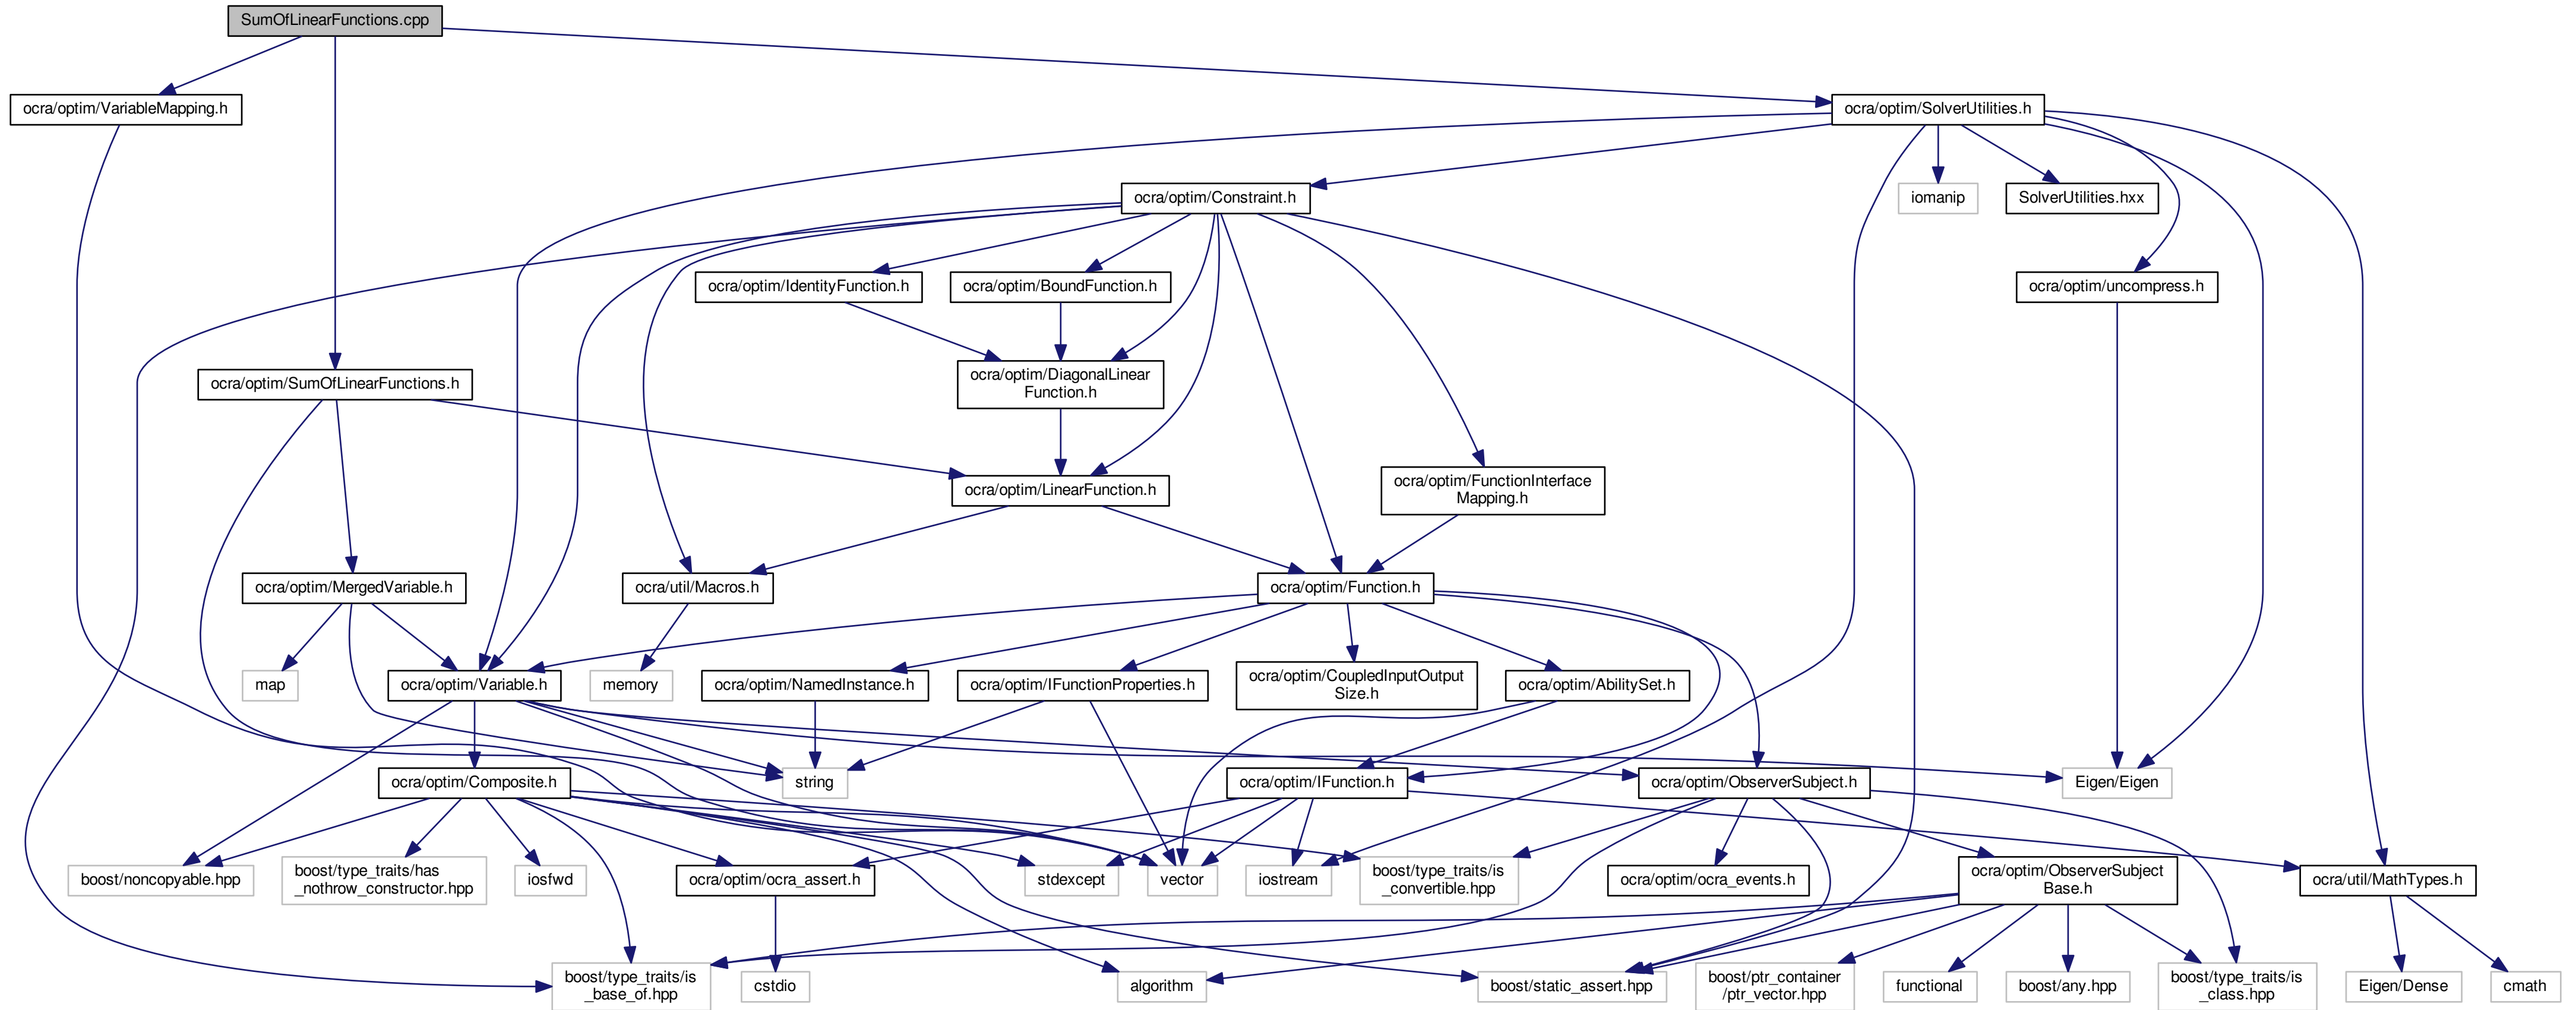 SumOfLinearFunctions.cpp
ocra/optim/VariableMapping.h
ocra/optim/SolverUtilities.h
ocra/optim/Constraint.h
iomanip
SolverUtilities.hxx
ocra/optim/IdentityFunction.h
ocra/optim/BoundFunction.h
ocra/optim/uncompress.h
ocra/optim/SumOfLinearFunctions.h
ocra/optim/DiagonalLinear
Function.h
ocra/optim/LinearFunction.h
ocra/optim/FunctionInterface
Mapping.h
ocra/optim/MergedVariable.h
ocra/util/Macros.h
ocra/optim/Function.h
map
ocra/optim/Variable.h
memory
ocra/optim/NamedInstance.h
ocra/optim/IFunctionProperties.h
ocra/optim/CoupledInputOutput
Size.h
ocra/optim/AbilitySet.h
ocra/optim/Composite.h
string
ocra/optim/IFunction.h
ocra/optim/ObserverSubject.h
Eigen/Eigen
boost/noncopyable.hpp
boost/type_traits/has
_nothrow_constructor.hpp
iosfwd
ocra/optim/ocra_assert.h
stdexcept
vector
iostream
boost/type_traits/is
_convertible.hpp
ocra/optim/ocra_events.h
ocra/optim/ObserverSubject
Base.h
ocra/util/MathTypes.h
boost/type_traits/is
_base_of.hpp
cstdio
algorithm
boost/static_assert.hpp
boost/ptr_container
/ptr_vector.hpp
functional
boost/any.hpp
boost/type_traits/is
_class.hpp
Eigen/Dense
cmath